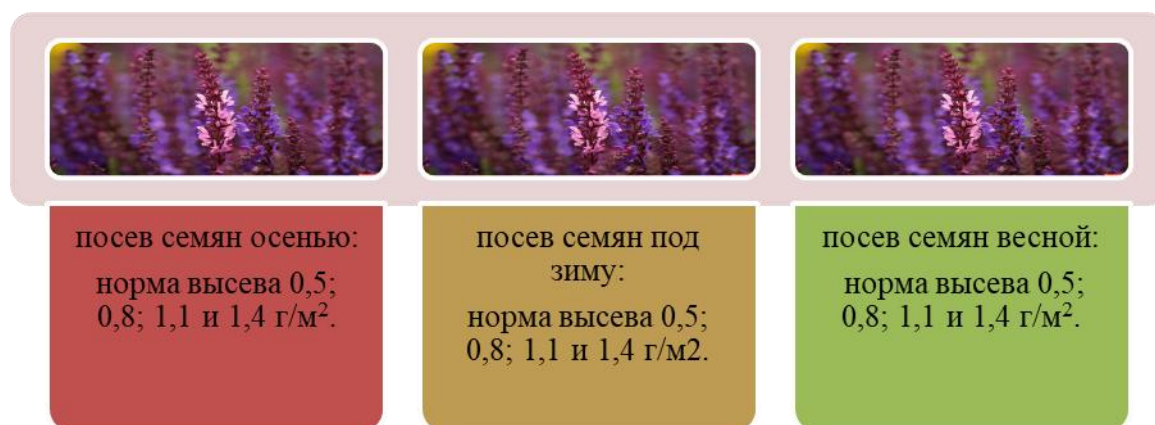 посев семян осенью:
норма высева 0,5;
0,8; 1,1 и 1,4 г/м².
посев семян под
зиму:
норма высева 0,5;
0,8; 1,1 и 1,4 г/м2.
посев семян весной:
норма высева 0,5;
0,8; 1,1 и 1,4 г/м².